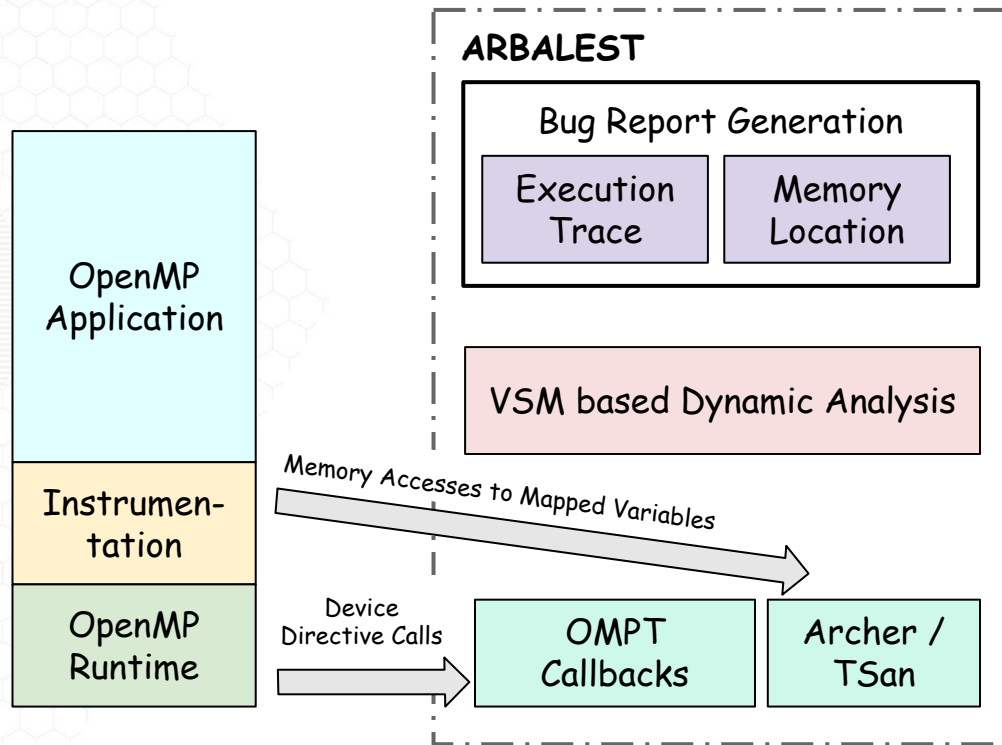 ARBALEST
Bug Report Generation
Execution
Trace
Memory
Location
OpenMP
Application
VSM based Dynamic Analysis
Memory Accesses to Mapped Variables
Instrumen-
tation
Device
Directive Calls
OpenMP
Runtime
OMPT
Callbacks
Archer /
TSan